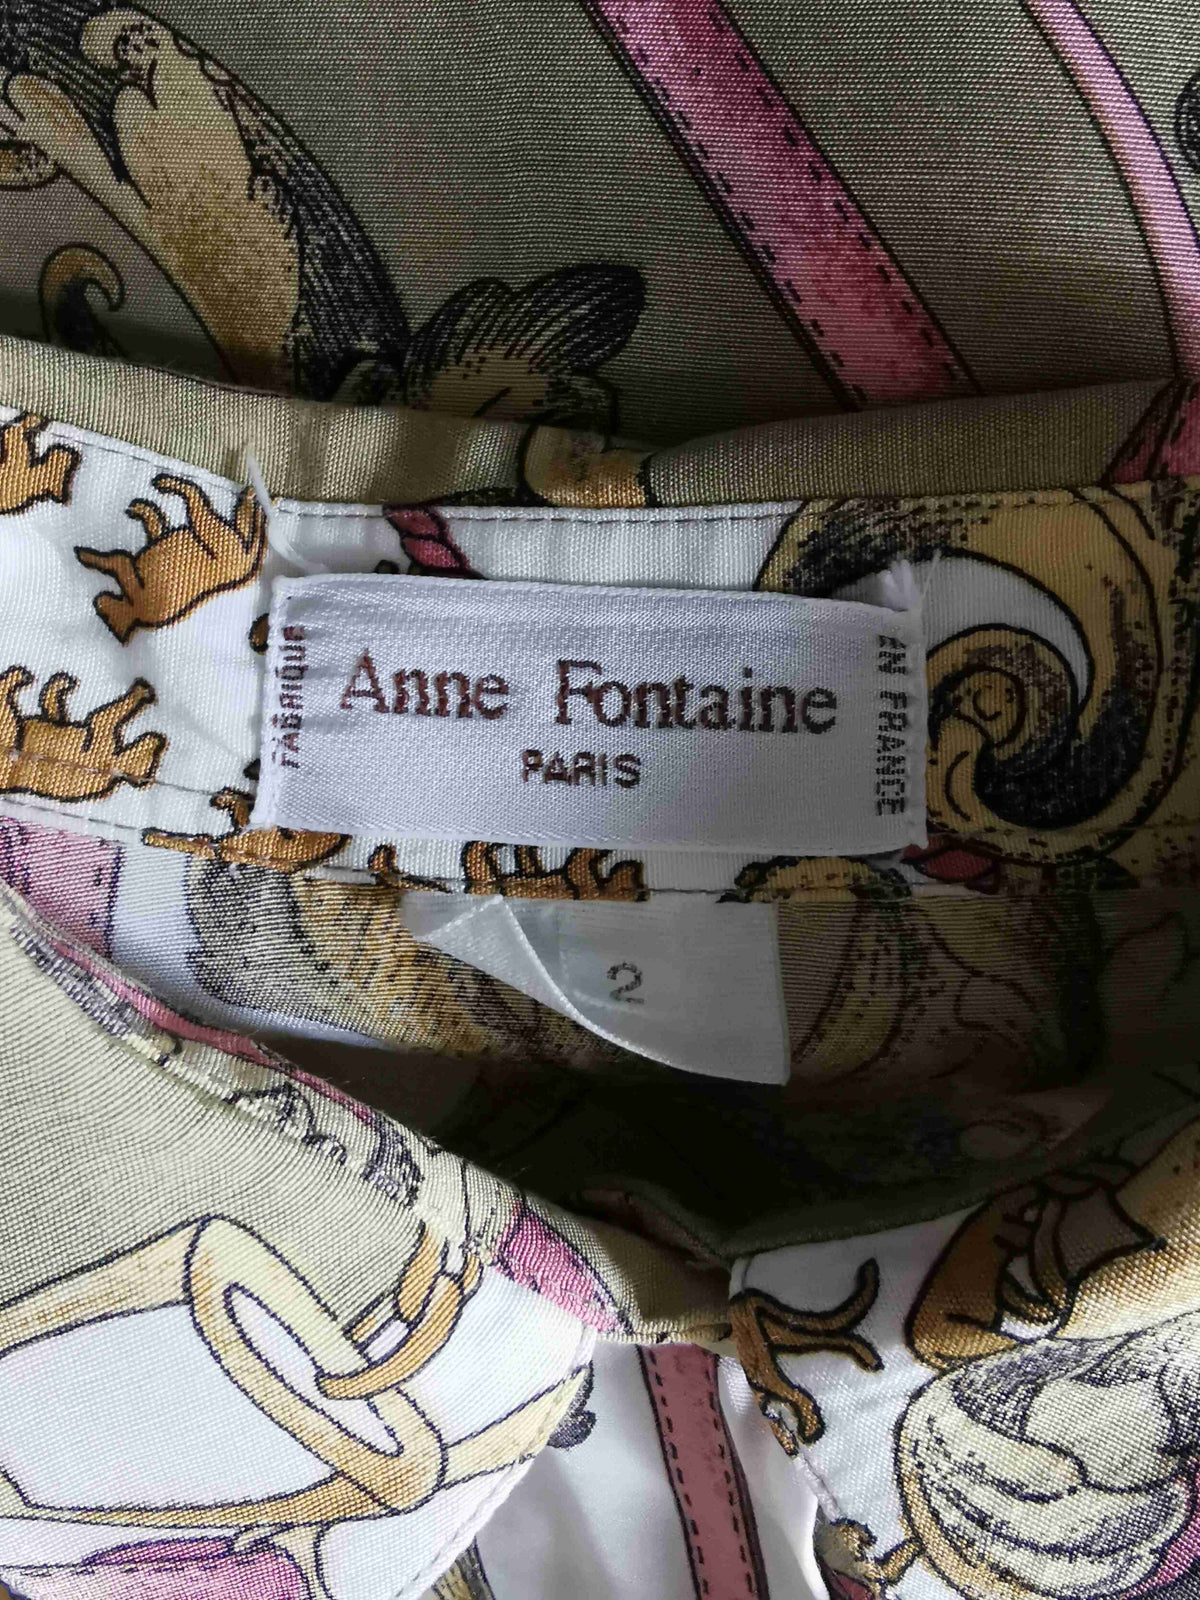 FABRIQUE
Anne Fontaine
PARIS
EN FRANCE
2